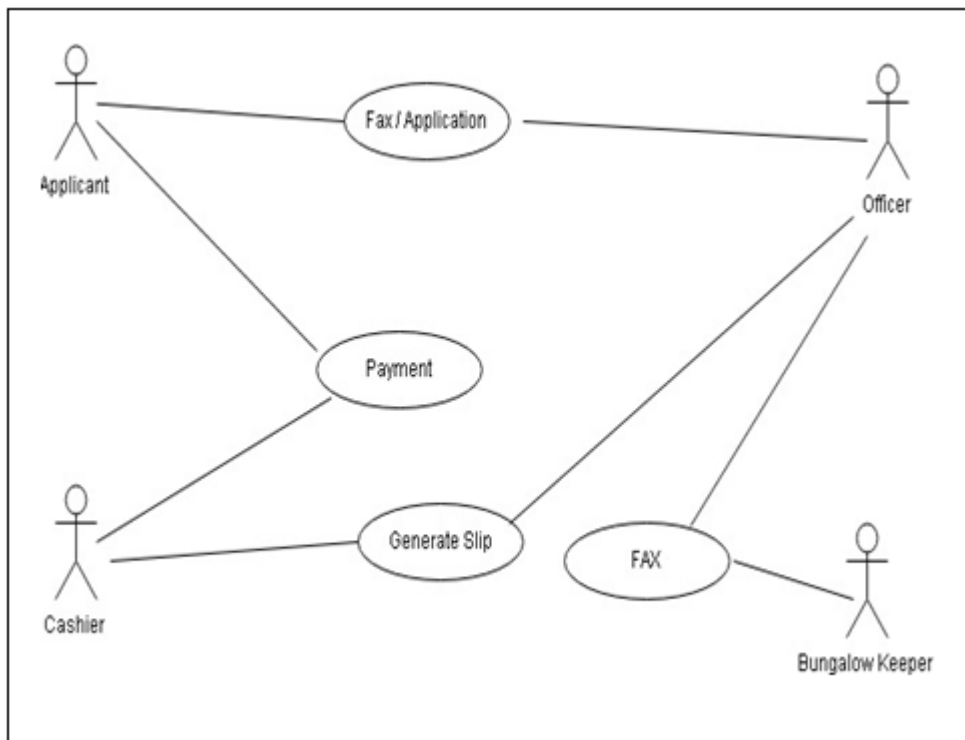 Fax / Application
Applicant
Officer
Payment
Generate Slip
FAX
Cashier
Bungalow Keeper